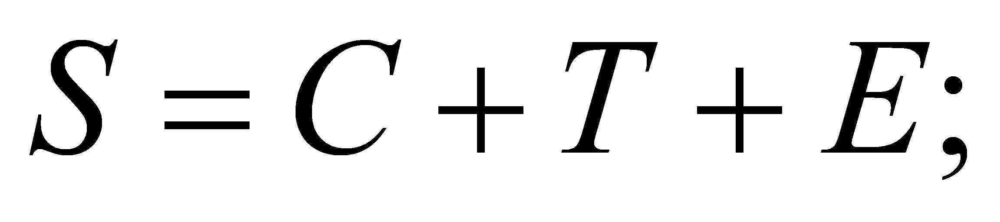 S = C + T + E;